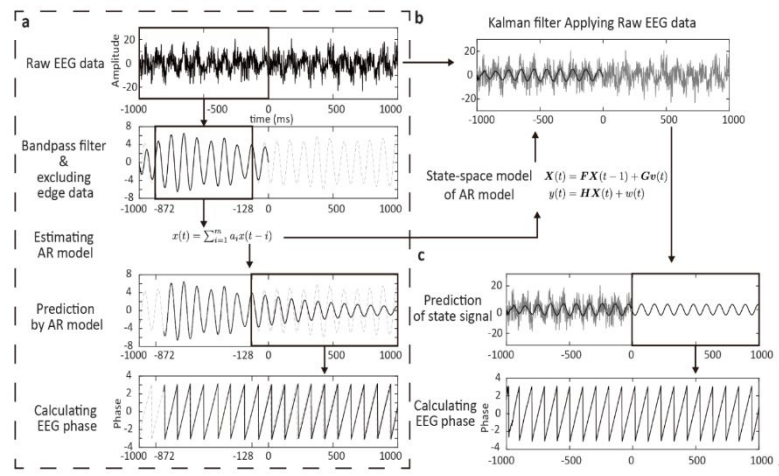 a
Raw EEG data
Amplitude
20
0
-20
-1000
-500
0
500
1000
time (ms)
Bandpass filter
&
excluding
edge data
8
4
0
-4
-8
-1000
-872
-128
0
500
1000
Estimating
AR model
x(t) = ∑ᵐᵢ₌₁ aᵢx(t − i)
Prediction
by AR model
8
4
0
-4
-8
-1000
-872
-128
0
500
1000
Calculating
EEG phase
Phase
4
2
0
-2
-4
-1000
-872
-128
0
500
1000
b
Kalman filter Applying Raw EEG data
20
0
-20
-1000
-500
0
500
1000
State-space model
of AR model
X(t) = FX(t − 1) + Gv(t)
y(t) = HX(t) + w(t)
c
Prediction
of state signal
20
0
-20
-1000
-500
0
500
1000
Calculating
EEG phase
Phase
4
2
0
-2
-4
-1000
-500
0
500
1000